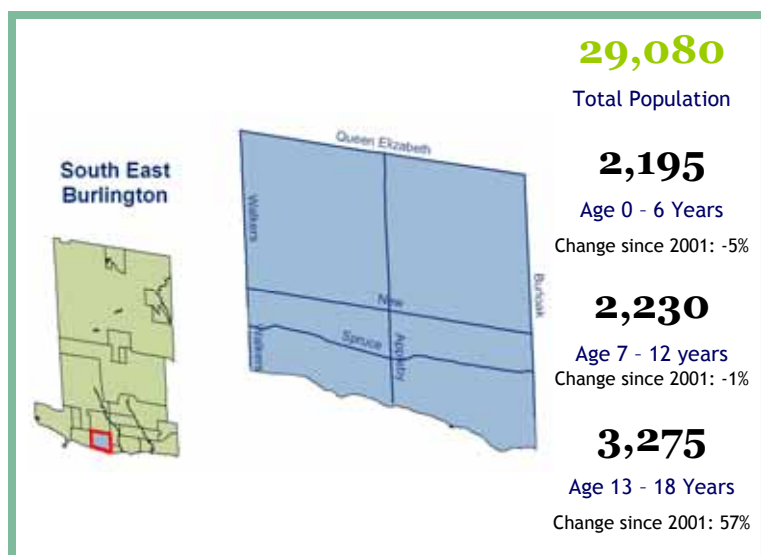 South East
Burlington
Queen Elizabeth
Walkers
Burloak
New
Walkers
Spruce
Appleby
29,080
Total Population
2,195
Age 0 - 6 Years
Change since 2001: -5%
2,230
Age 7 - 12 years
Change since 2001: -1%
3,275
Age 13 - 18 Years
Change since 2001: 57%